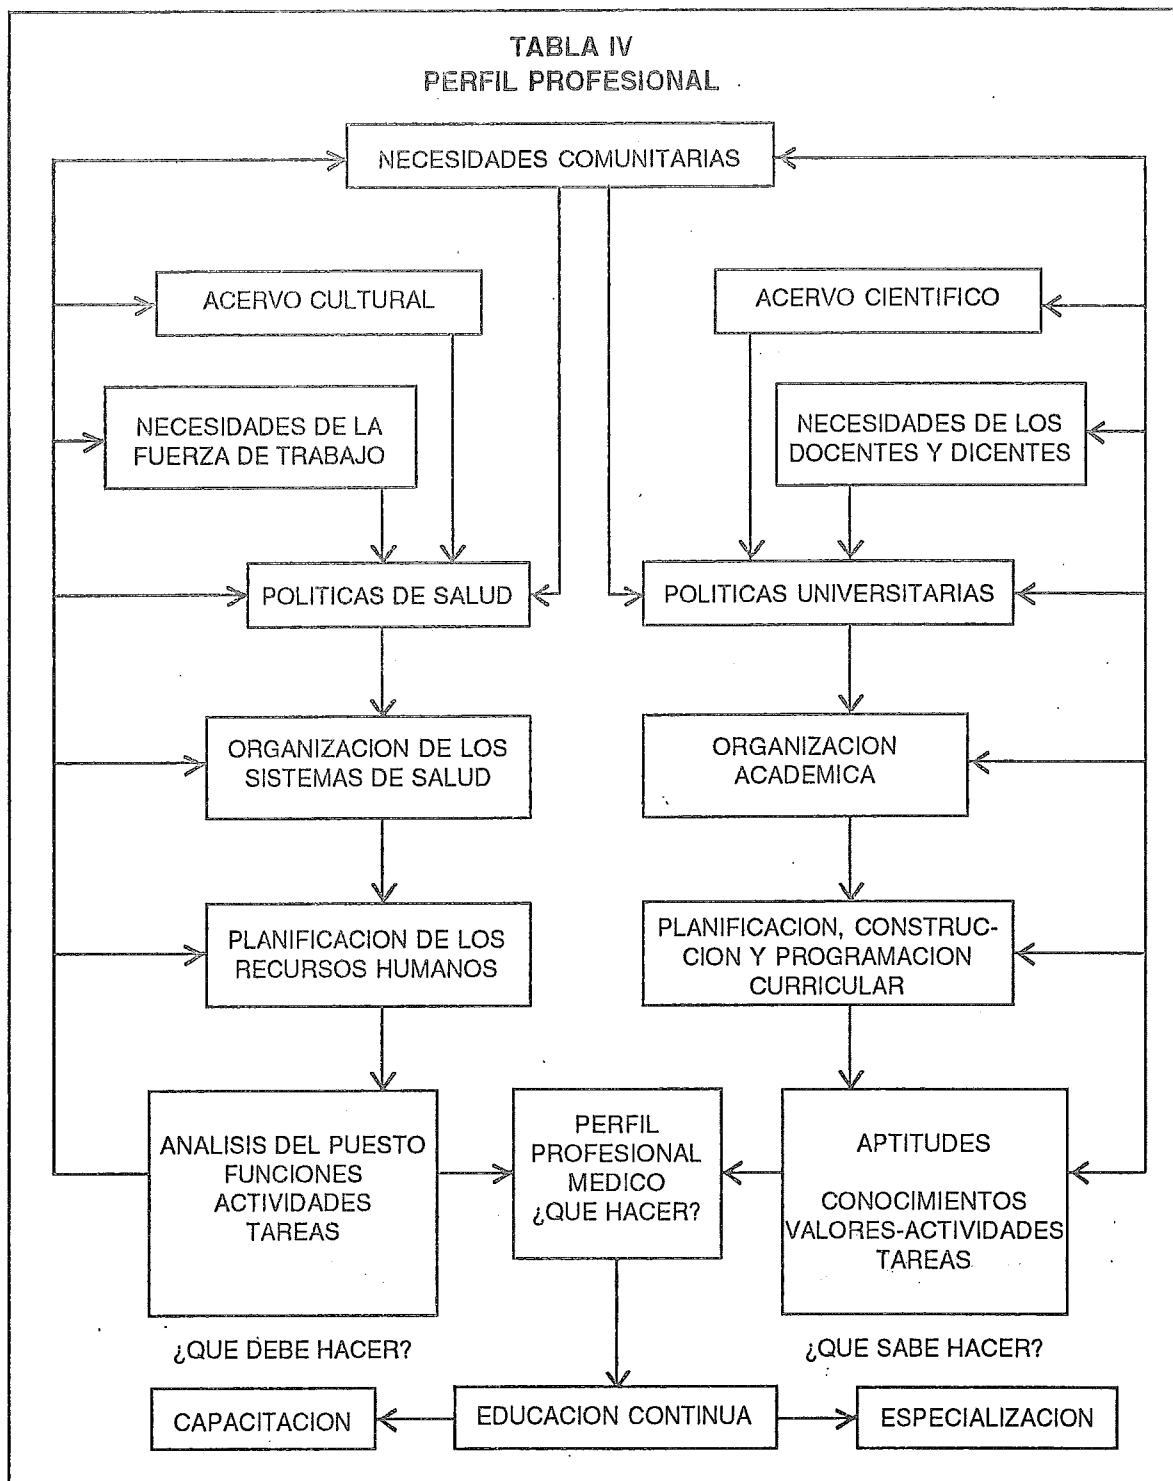 TABLA IV
PERFIL PROFESIONAL
NECESIDADES COMUNITARIAS
ACERVO CULTURAL
ACERVO CIENTIFICO
NECESIDADES DE LA
FUERZA DE TRABAJO
NECESIDADES DE LOS
DOCENTES Y DICENTES
POLITICAS DE SALUD
POLITICAS UNIVERSITARIAS
ORGANIZACION DE LOS
SISTEMAS DE SALUD
ORGANIZACION
ACADEMICA
PLANIFICACION DE LOS
RECURSOS HUMANOS
PLANIFICACION, CONSTRUC-
CION Y PROGRAMACION
CURRICULAR
ANALISIS DEL PUESTO
FUNCIONES
ACTIVIDADES
TAREAS
PERFIL
PROFESIONAL
MEDICO
¿QUE HACER?
APTITUDES
CONOCIMIENTOS
VALORES-ACTIVIDADES
TAREAS
¿QUE DEBE HACER?
¿QUE SABE HACER?
CAPACITACION
EDUCACION CONTINUA
ESPECIALIZACION